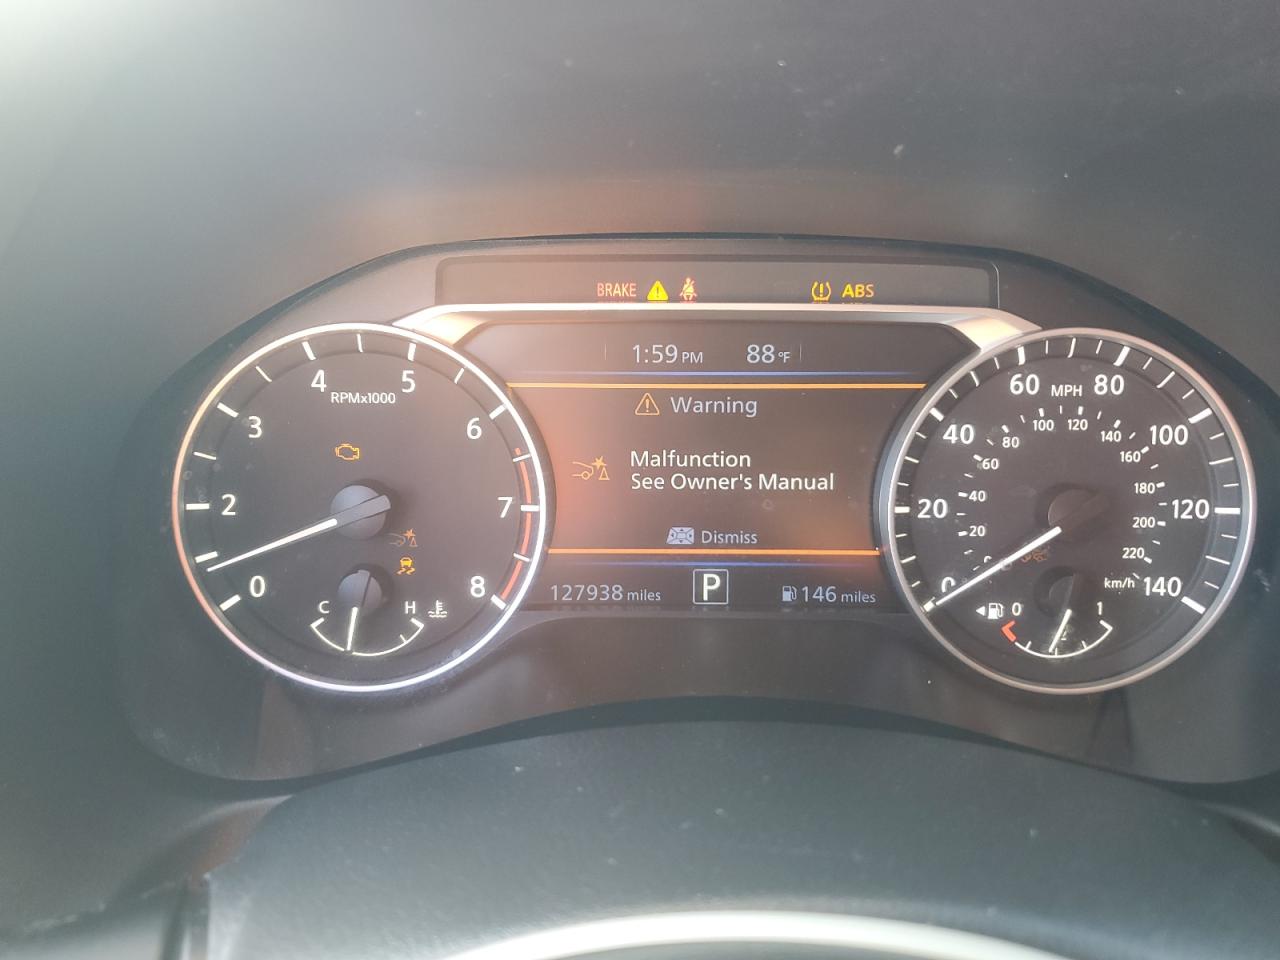 BRAKE
ABS
1:59 PM 88°F
Warning
Malfunction
See Owner's Manual
Dismiss
127938 miles P 146 miles
0
2
3
4
5
6
7
8
RPMx1000
C H
0
20
40
60
80
100
120
140
MPH
20
40
60
80
100
120
140
160
180
200
220
km/h
0 1